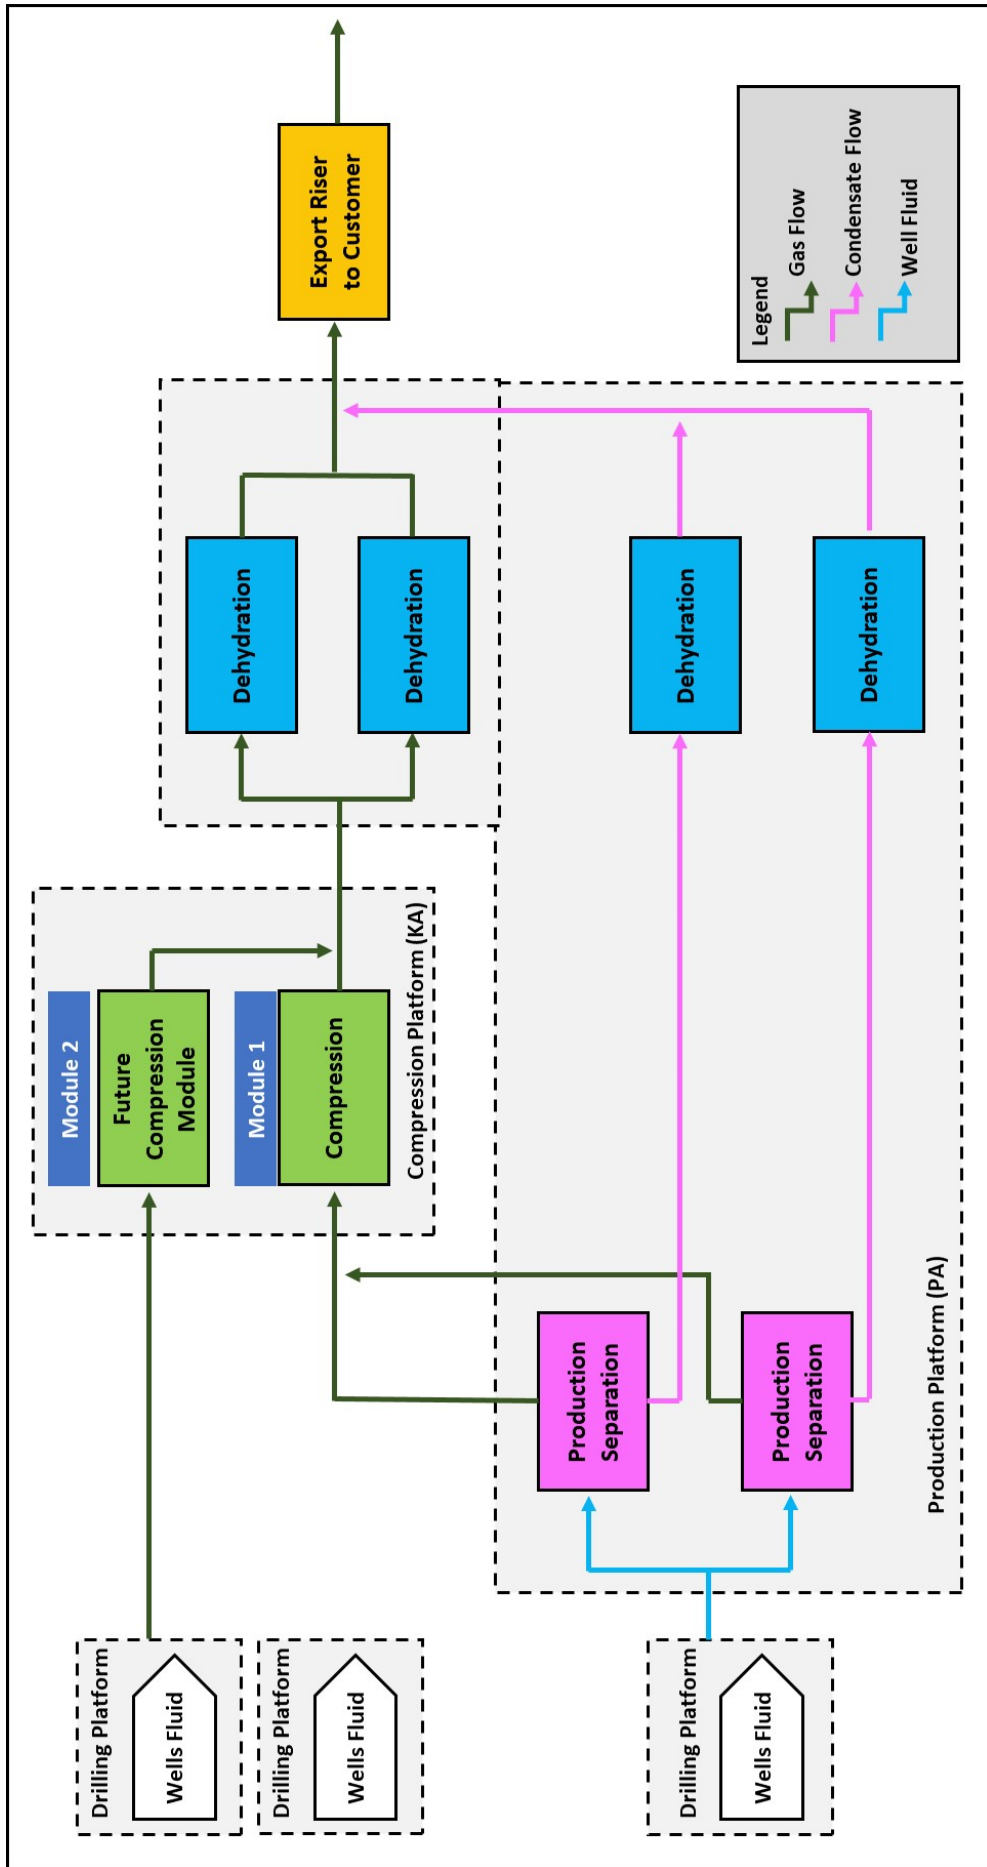 Drilling Platform
Wells Fluid
Drilling Platform
Wells Fluid
Drilling Platform
Wells Fluid
Module 2
Future
Compression
Module
Module 1
Compression
Compression Platform (KA)
Production
Separation
Production
Separation
Production Platform (PA)
Dehydration
Dehydration
Dehydration
Dehydration
Export Riser
to Customer
Legend
Gas Flow
Condensate Flow
Well Fluid